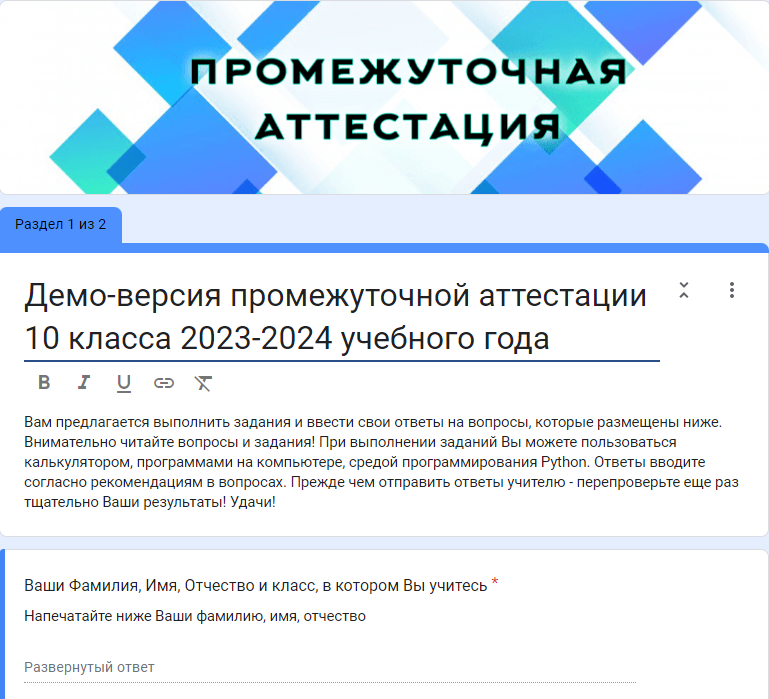 ПРОМЕЖУТОЧНАЯ
АТТЕСТАЦИЯ
Раздел 1 из 2
Демо-версия промежуточной аттестации
10 класса 2023-2024 учебного года
B I U
Вам предлагается выполнить задания и ввести свои ответы на вопросы, которые размещены ниже.
Внимательно читайте вопросы и задания! При выполнении заданий Вы можете пользоваться
калькулятором, программами на компьютере, средой программирования Python. Ответы вводите
согласно рекомендациям в вопросах. Прежде чем отправить ответы учителю - перепроверьте еще раз
тщательно Ваши результаты! Удачи!
Ваши Фамилия, Имя, Отчество и класс, в котором Вы учитесь *
Напечатайте ниже Ваши фамилию, имя, отчество
Развернутый ответ